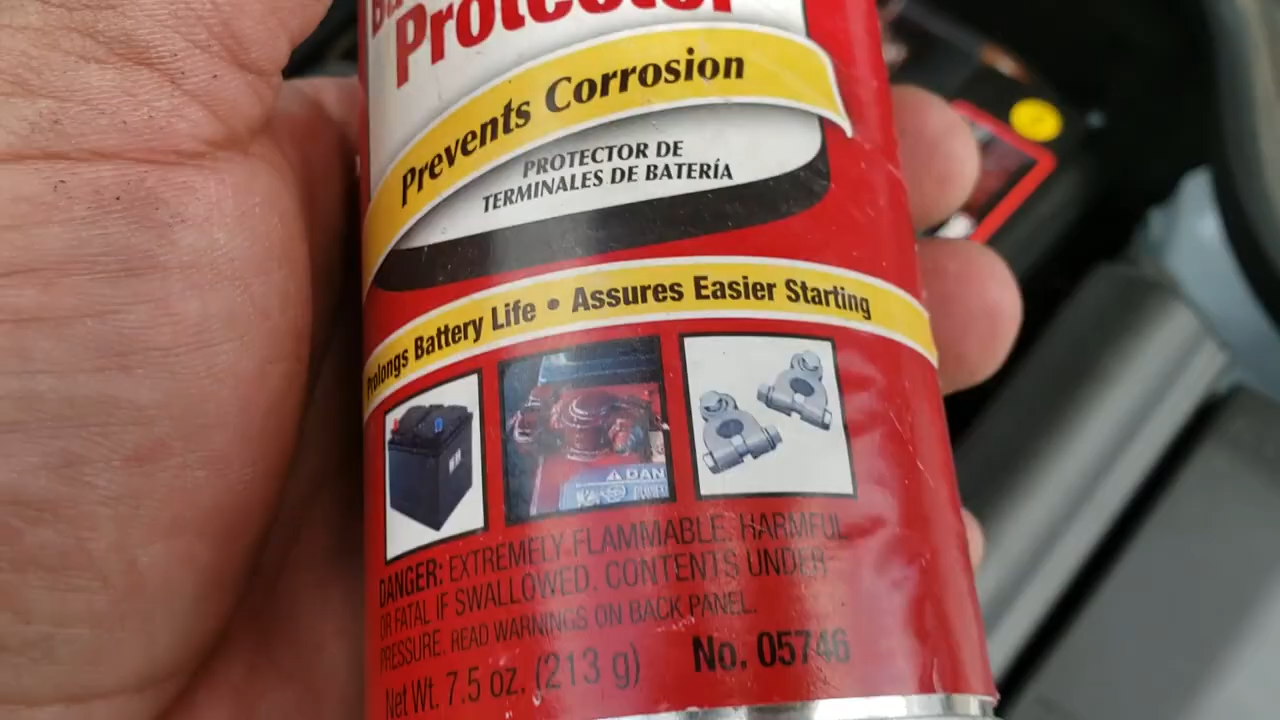 Protector
Prevents Corrosion
PROTECTOR DE
TERMINALES DE BATERÍA
Prolongs Battery Life • Assures Easier Starting
DAN
DANGER: EXTREMELY FLAMMABLE. HARMFUL
OR FATAL IF SWALLOWED. CONTENTS UNDER
PRESSURE. READ WARNINGS ON BACK PANEL.
Net Wt. 7.5 oz. (213 g) No. 05746